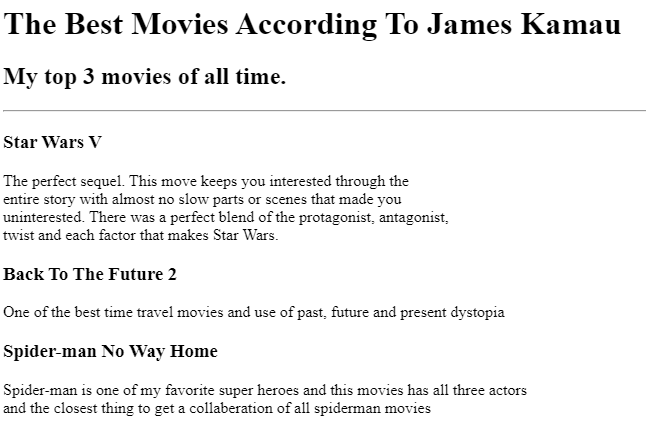 The Best Movies According To James Kamau
My top 3 movies of all time.
Star Wars V
The perfect sequel. This move keeps you interested through the
entire story with almost no slow parts or scenes that made you
uninterested. There was a perfect blend of the protagonist, antagonist,
twist and each factor that makes Star Wars.
Back To The Future 2
One of the best time travel movies and use of past, future and present dystopia
Spider-man No Way Home
Spider-man is one of my favorite super heroes and this movies has all three actors
and the closest thing to get a collaberation of all spiderman movies